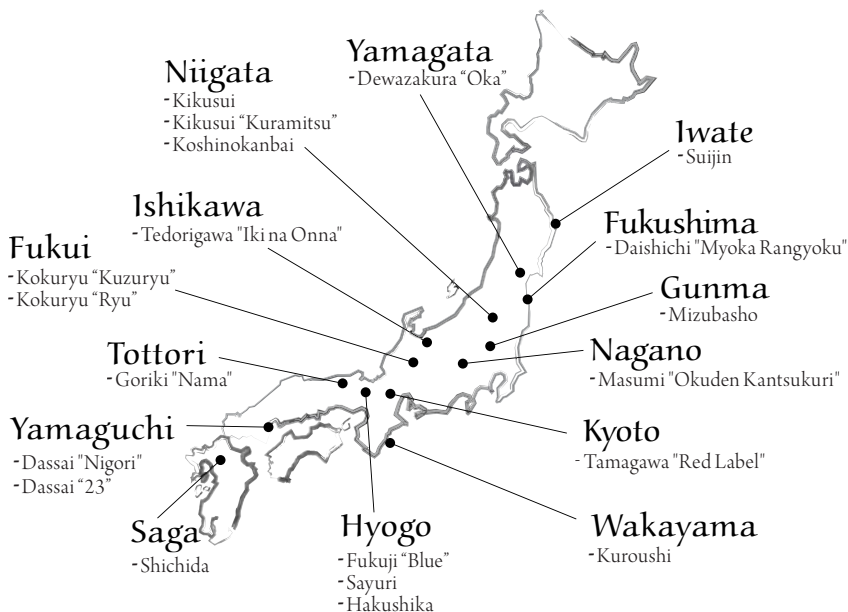 Yamagata
-Dewazakura “Oka”
Niigata
-Kikusui
-Kikusui “Kuramitsu”
-Koshinokanbai
Iwate
-Suijin
Ishikawa
-Tedorigawa "Iki na Onna"
Fukushima
-Daishichi "Myoka Rangyoku"
Fukui
-Kokuryu “Kuzuryu”
-Kokuryu “Ryu”
Gunma
-Mizubasho
Tottori
-Goriki "Nama"
Nagano
-Masumi "Okuden Kantsukuri"
Yamaguchi
-Dassai "Nigori"
-Dassai “23”
Kyoto
-Tamagawa "Red Label"
Saga
-Shichida
Hyogo
-Fukuji “Blue”
-Sayuri
-Hakushika
Wakayama
-Kuroushi